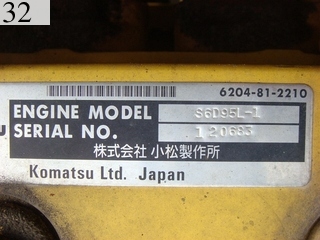 32
6204-81-2210
ENGINE MODEL S6D95L-1
SERIAL NO. 120683
株式会社 小松製作所
Komatsu Ltd. Japan